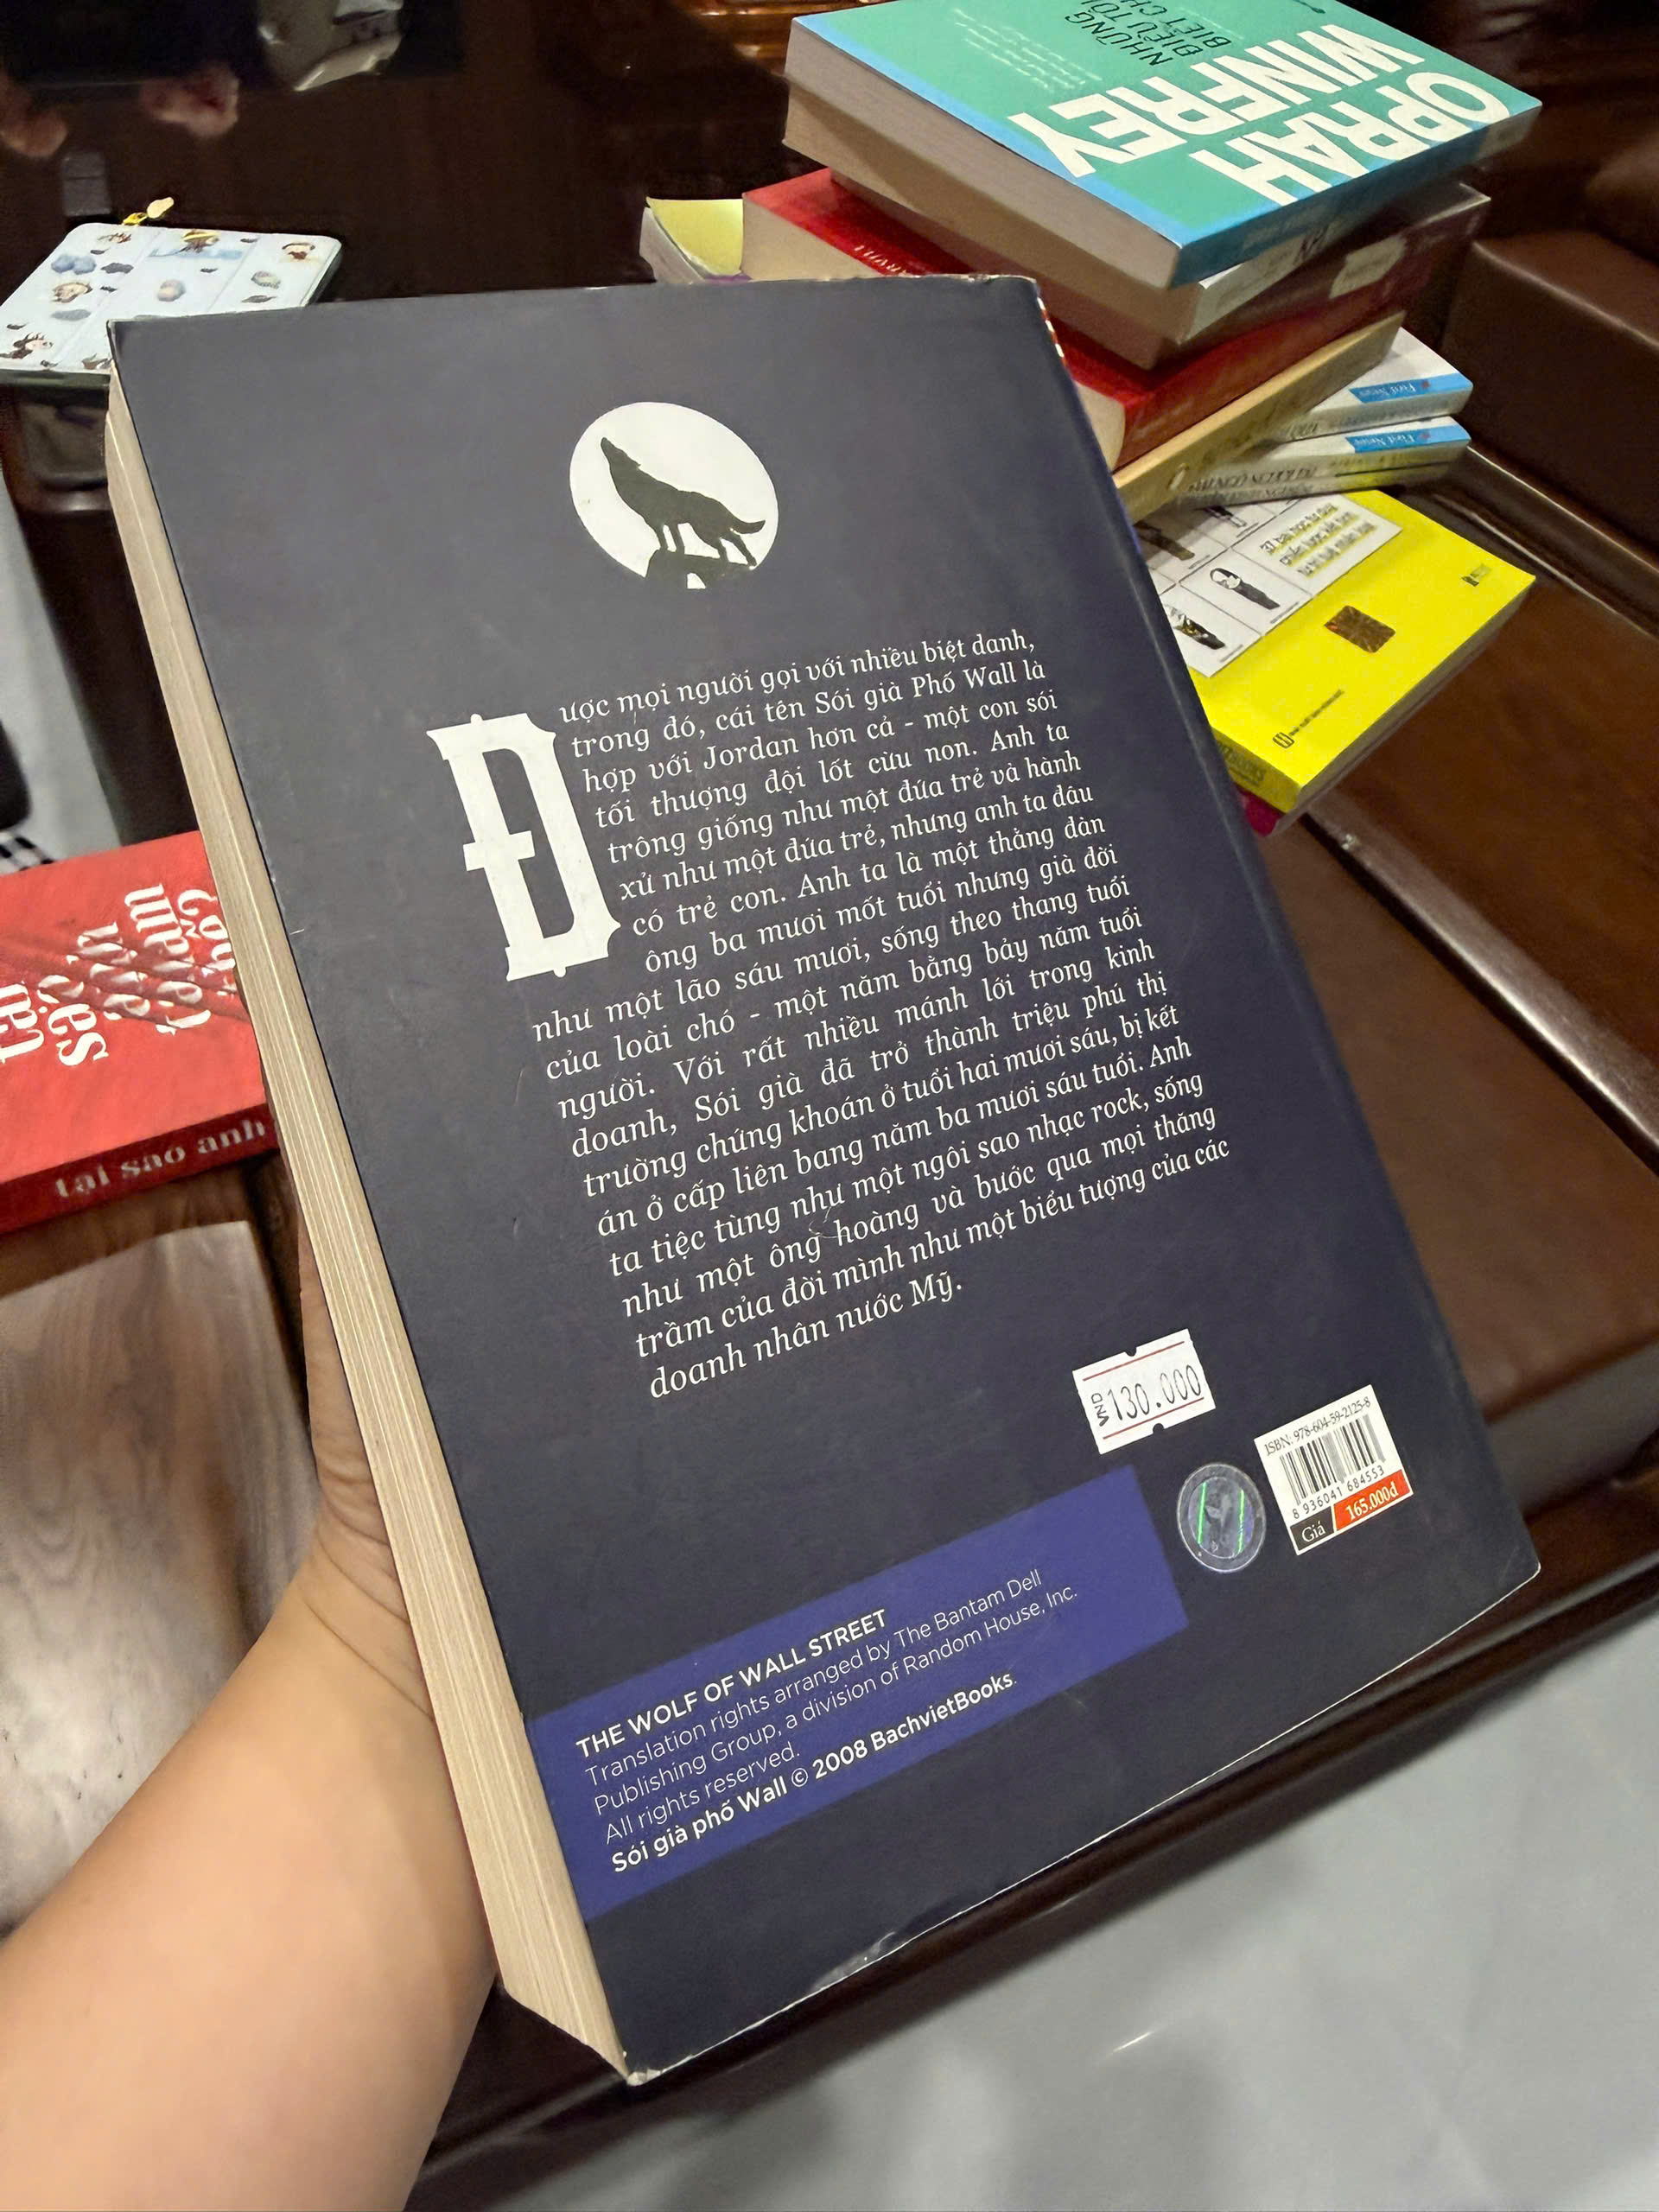 Được mọi người gọi với nhiều biệt danh,
trong đó, cái tên Sói già Phố Wall là
hợp với Jordan hơn cả - một con sói
tối thượng đội lốt cừu non. Anh ta
trông giống như một đứa trẻ và hành
xử như một đứa trẻ, nhưng anh ta đâu
có trẻ con. Anh ta là một thằng đàn
ông ba mươi mốt tuổi nhưng già đời
như một lão sáu mươi, sống theo thang tuổi
của loài chó - một năm bằng bảy năm tuổi
người. Với rất nhiều mánh lới trong kinh
doanh, Sói già đã trở thành triệu phú thị
trường chứng khoán ở tuổi hai mươi sáu, bị kết
án ở cấp liên bang năm ba mươi sáu tuổi. Anh
ta tiệc tùng như một ngôi sao nhạc rock, sống
như một ông hoàng và bước qua mọi thăng
trầm của đời mình như một biểu tượng của các
doanh nhân nước Mỹ.
VND 130.000
ISBN: 978-604-59-2125-8
8 936041 684553
Giá 165.000đ
THE WOLF OF WALL STREET
Translation rights arranged by The Bantam Dell
Publishing Group, a division of Random House, Inc.
All rights reserved.
Sói già phố Wall © 2008 BachvietBooks.
OPRAH
WINFREY
NHỮNG
ĐIỀU TÔI
BIẾT
First News
First News
tại sao anh